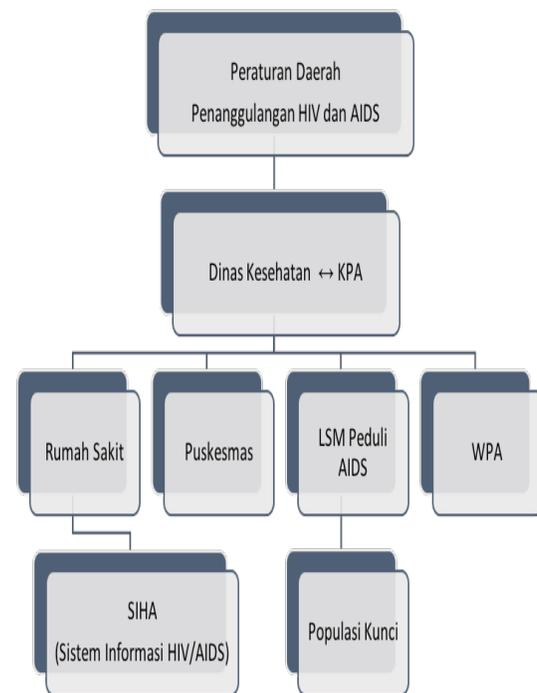 Peraturan Daerah
Penanggulangan HIV dan AIDS
Dinas Kesehatan ↔ KPA
Rumah Sakit
Puskesmas
LSM Peduli
AIDS
WPA
SIHA
(Sistem Informasi HIV/AIDS)
Populasi Kunci